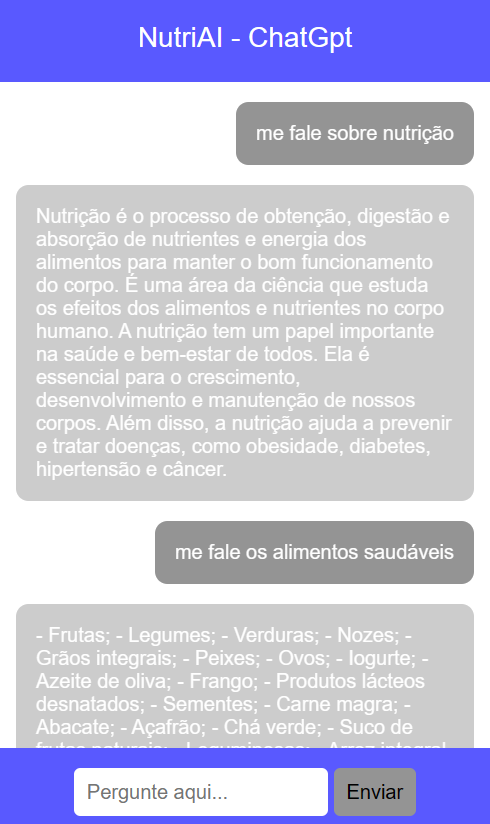 NutriAI - ChatGpt
me fale sobre nutrição
Nutrição é o processo de obtenção, digestão e
absorção de nutrientes e energia dos
alimentos para manter o bom funcionamento
do corpo. É uma área da ciência que estuda
os efeitos dos alimentos e nutrientes no corpo
humano. A nutrição tem um papel importante
na saúde e bem-estar de todos. Ela é
essencial para o crescimento,
desenvolvimento e manutenção de nossos
corpos. Além disso, a nutrição ajuda a prevenir
e tratar doenças, como obesidade, diabetes,
hipertensão e câncer.
me fale os alimentos saudáveis
- Frutas; - Legumes; - Verduras; - Nozes; -
Grãos integrais; - Peixes; - Ovos; - Iogurte; -
Azeite de oliva; - Frango; - Produtos lácteos
desnatados; - Sementes; - Carne magra; -
Abacate; - Açafrão; - Chá verde; - Suco de
frutas naturais; - Leguminosas; - Arroz integral
Pergunte aqui...
Enviar